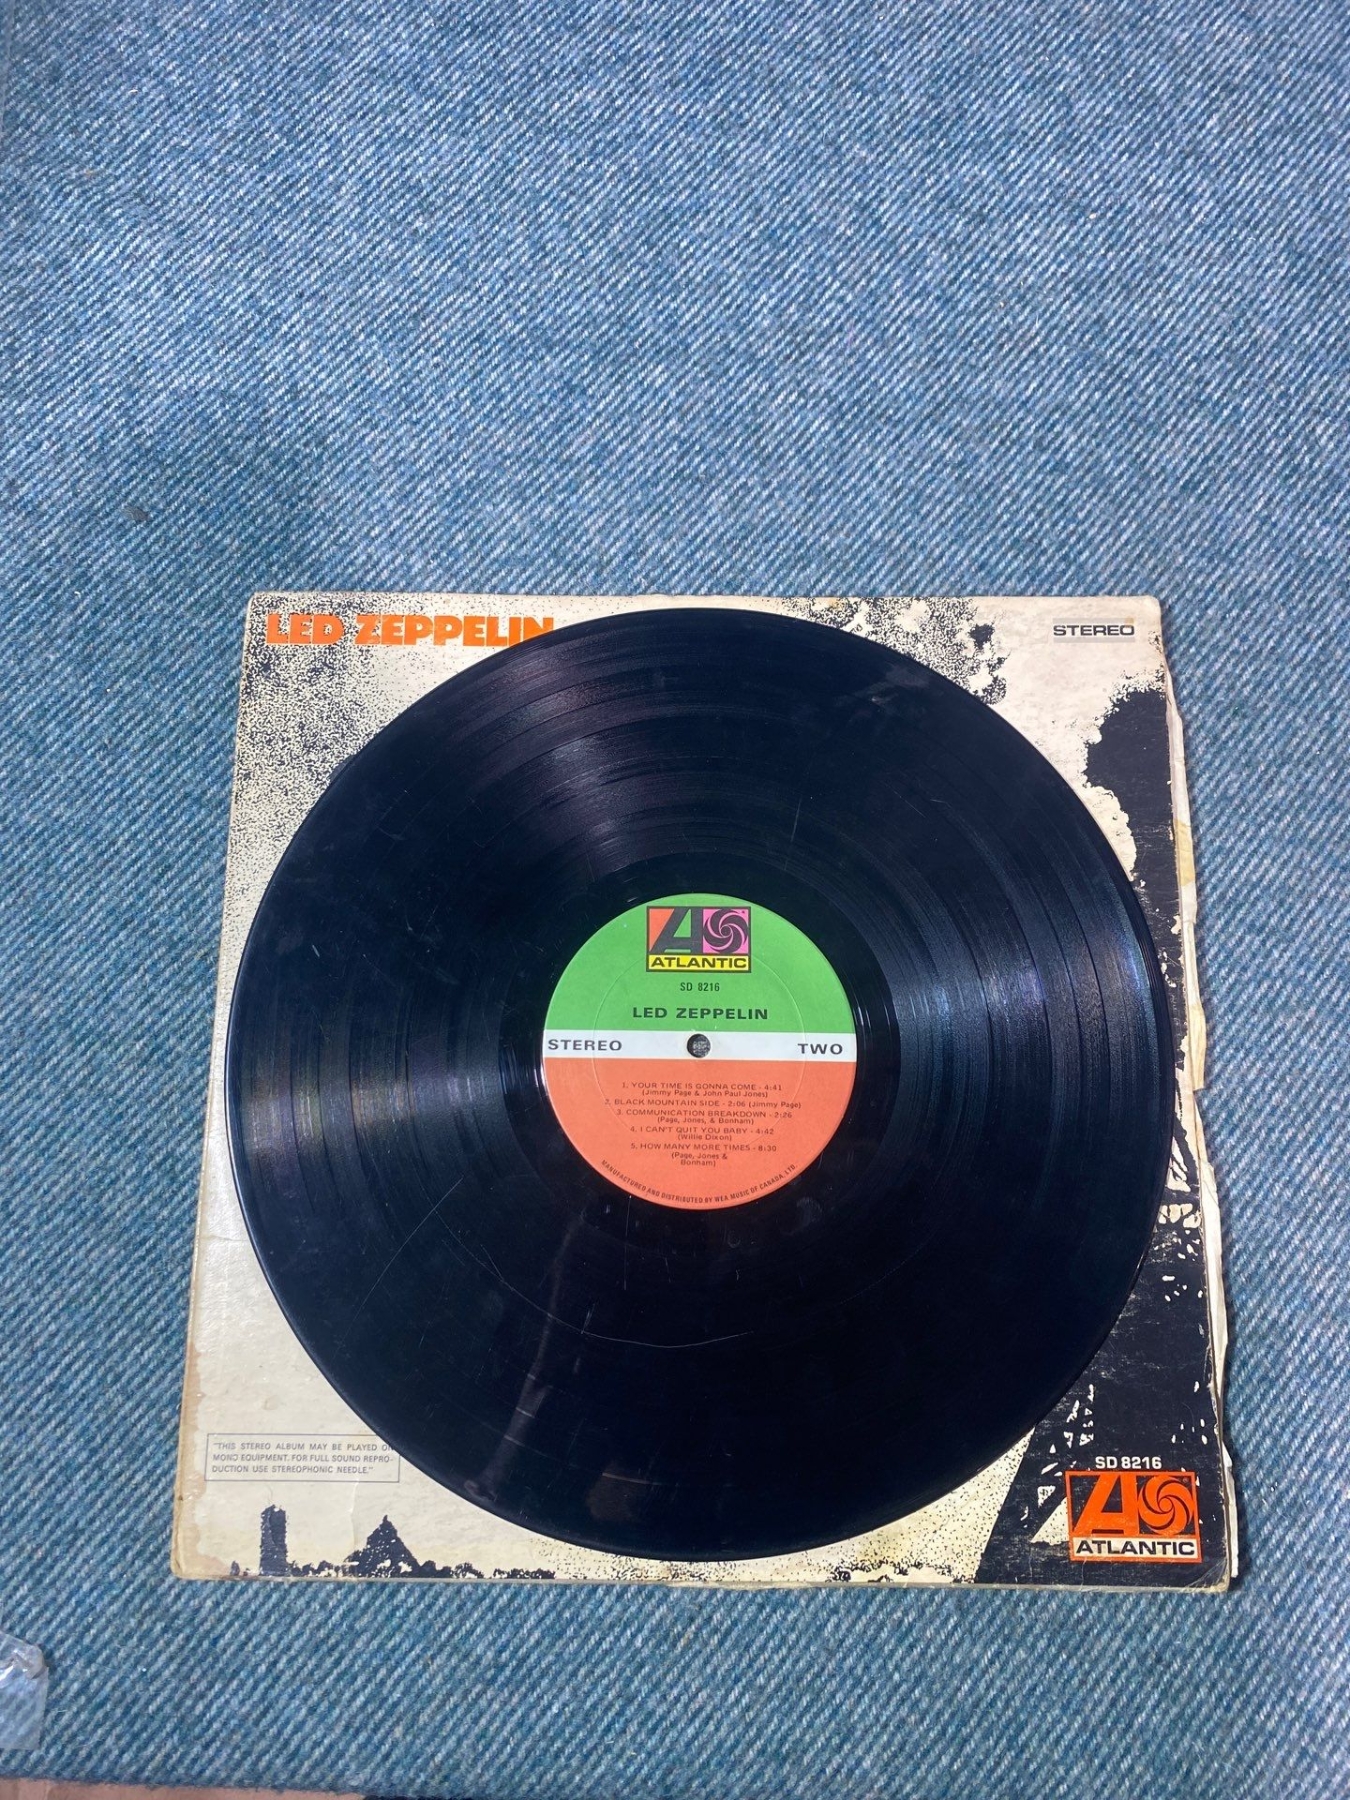 LED ZEPPELIN
STEREO
ATLANTIC
SD 8216
LED ZEPPELIN
STEREO TWO
1. YOUR TIME IS GONNA COME - 4:41
(Jimmy Page & John Paul Jones)
2. BLACK MOUNTAIN SIDE - 2:06 (Jimmy Page)
3. COMMUNICATION BREAKDOWN - 2:26
(Page, Jones, & Bonham)
4. I CAN'T QUIT YOU BABY - 4:42
(Willie Dixon)
5. HOW MANY MORE TIMES - 8:30
(Page, Jones &
Bonham)
MANUFACTURED AND DISTRIBUTED BY WEA MUSIC OF CANADA, LTD.
"THIS STEREO ALBUM MAY BE PLAYED ON
MONO EQUIPMENT. FOR FULL SOUND REPRO-
DUCTION USE STEREOPHONIC NEEDLE."
SD 8216
ATLANTIC